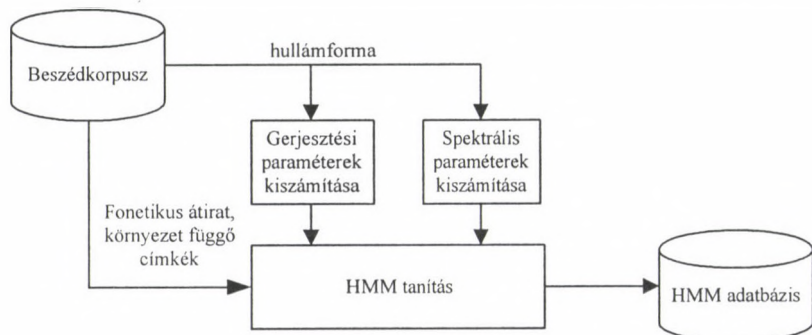 hullámforma
Beszédkorpusz
Gerjesztési
paraméterek
kiszámítása
Spektrális
paraméterek
kiszámítása
Fonetikus átirat,
környezet függő
címkék
HMM tanítás
HMM adatbázis